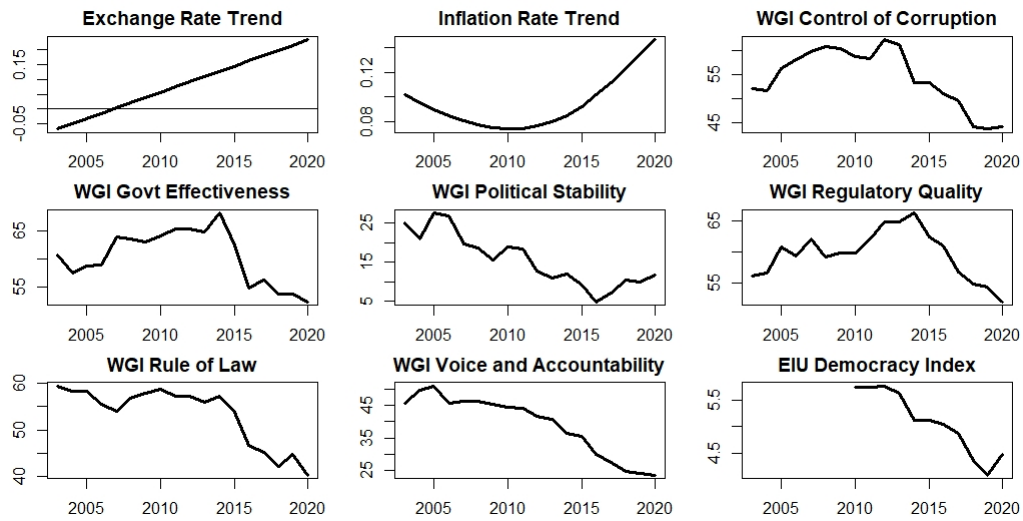 Exchange Rate Trend
0.15
-0.05
2005 2010 2015 2020
Inflation Rate Trend
0.12
0.08
2005 2010 2015 2020
WGI Control of Corruption
55
45
2005 2010 2015 2020
WGI Govt Effectiveness
65
55
2005 2010 2015 2020
WGI Political Stability
25
15
5
2005 2010 2015 2020
WGI Regulatory Quality
65
55
2005 2010 2015 2020
WGI Rule of Law
60
50
40
2005 2010 2015 2020
WGI Voice and Accountability
45
35
25
2005 2010 2015 2020
EIU Democracy Index
5.5
4.5
2005 2010 2015 2020